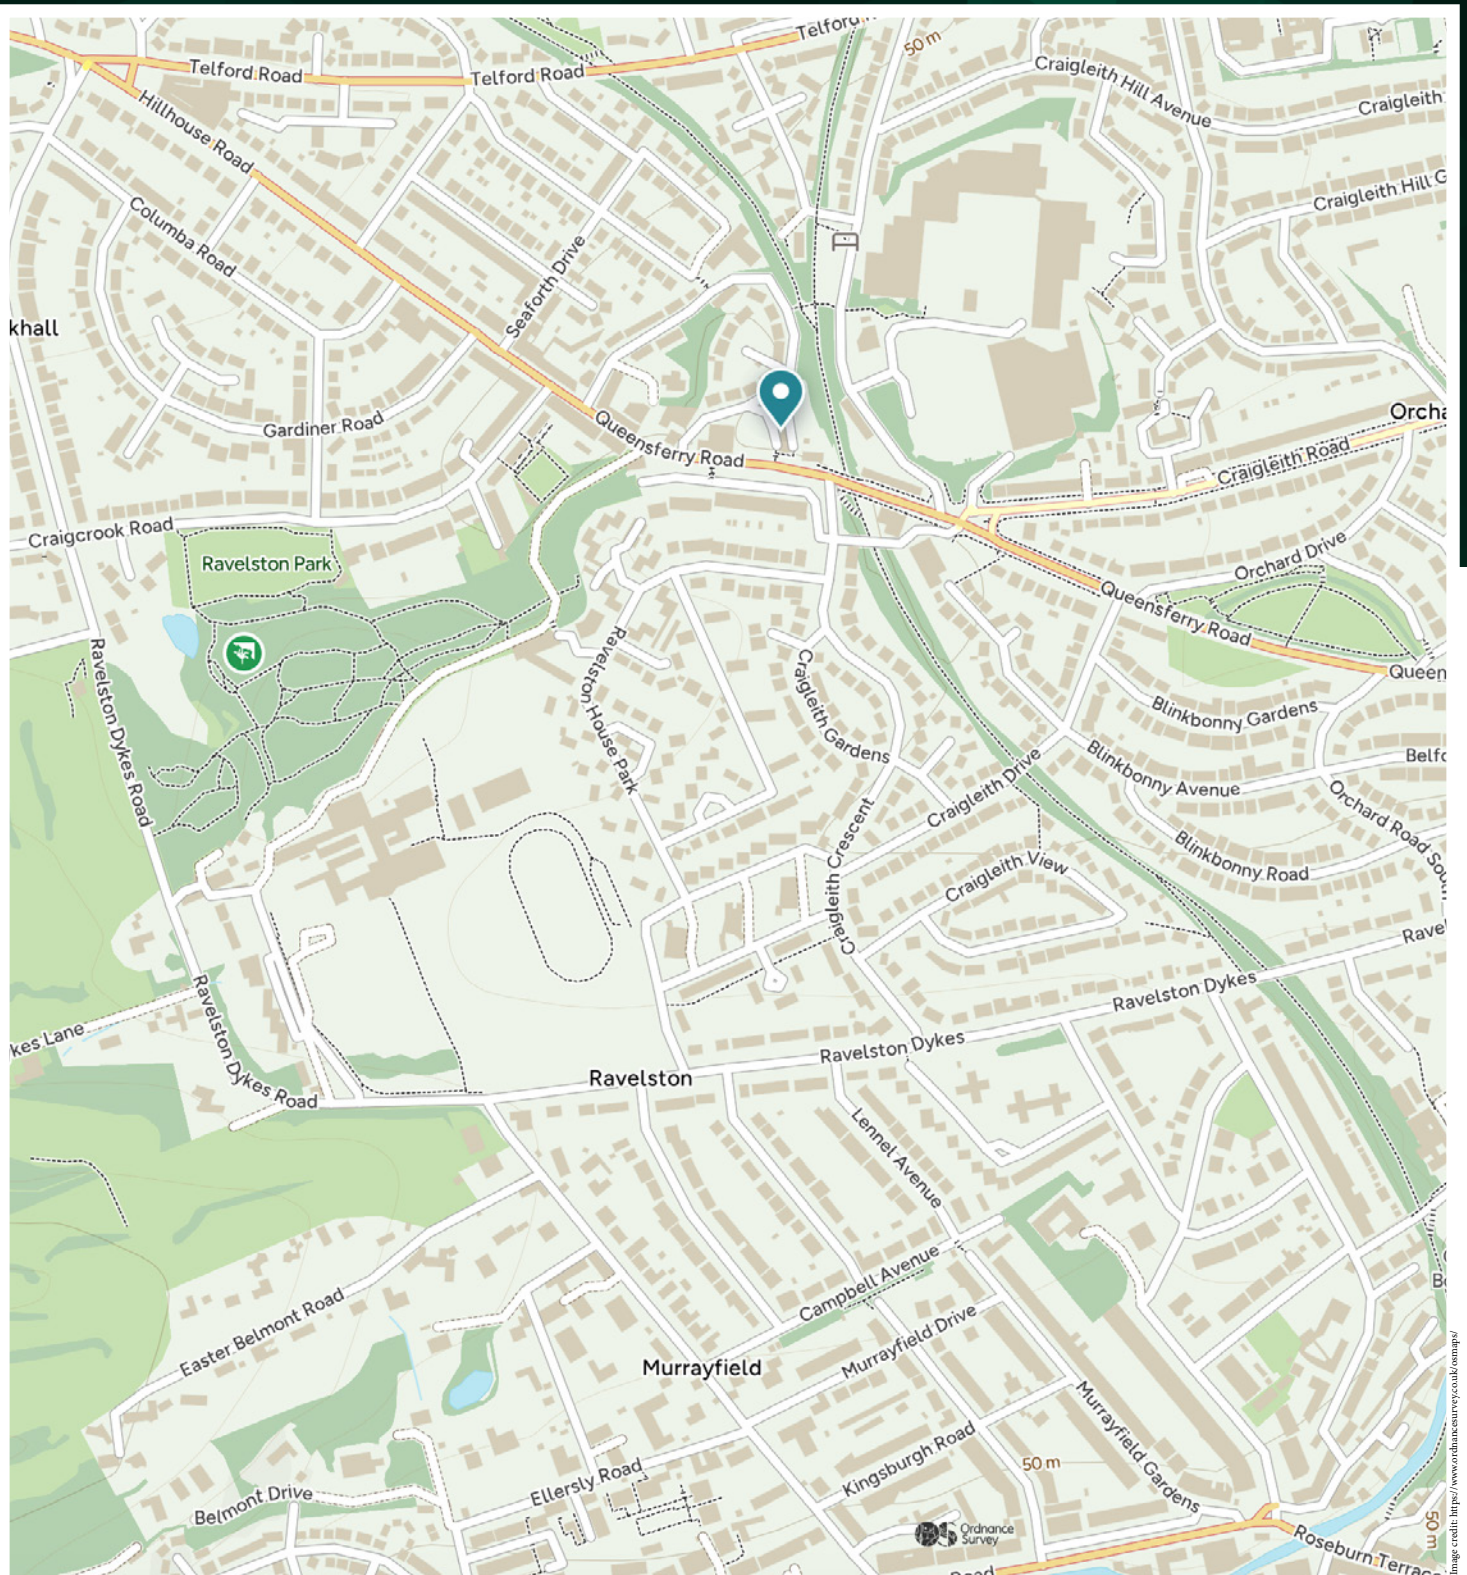 Telford Road
Telford Road
50 m
Craigleith Hill Avenue
Craigleith
Hillhouse Road
Columba Road
Craigleith Hill G
Seaforth Drive
khall
Gardiner Road
Queensferry Road
Orcha
Craigleith Road
Craigcrook Road
Ravelston Park
Orchard Drive
Queensferry Road
Queen
Ravelston Dykes Road
Ravelston House Park
Craigleith Gardens
Blinkbonny Gardens
Craigleith Drive
Blinkbonny Avenue
Belfo
Orchard Road Sou
Craigleith Crescent
Blinkbonny Road
Craigleith View
Rave
Ravelston Dykes Road
Ravelston Dykes
kes Lane
Ravelston Dykes
Ravelston
Lennel Avenue
Campbell Avenue
Easter Belmont Road
Murrayfield Drive
Murrayfield
Murrayfield Gardens
Kingsburgh Road
50 m
Ellersly Road
Belmont Drive
Ordnance
Survey
Roseburn Terrac
Road
50 m
Image credit: https://www.ordnancesurvey.co.uk/osmaps/